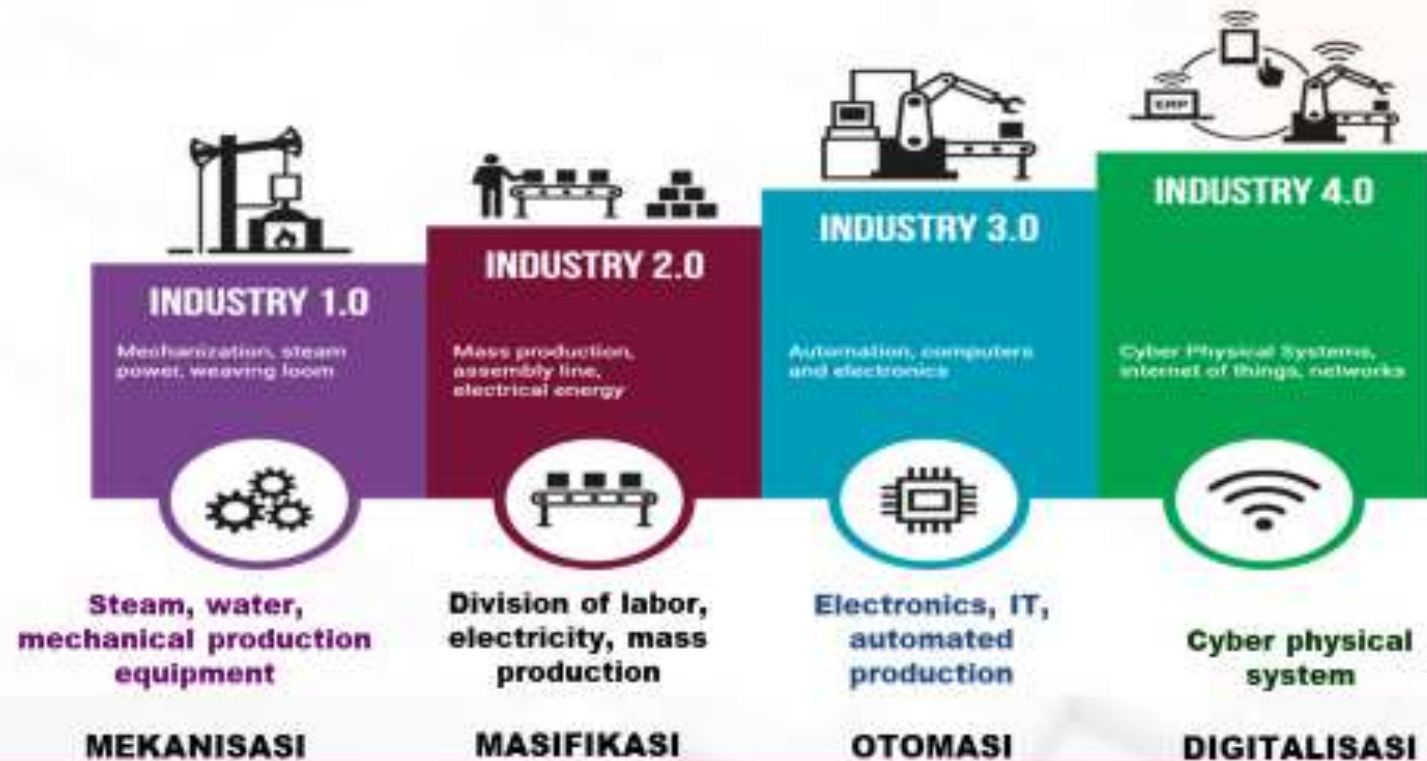 ERP
INDUSTRY 1.0
Mechanization, steam
power, weaving loom
INDUSTRY 2.0
Mass production,
assembly line,
electrical energy
INDUSTRY 3.0
Automation, computers
and electronics
INDUSTRY 4.0
Cyber Physical Systems,
internet of things, networks
Steam, water,
mechanical production
equipment
Division of labor,
electricity, mass
production
Electronics, IT,
automated
production
Cyber physical
system
MEKANISASI
MASIFIKASI
OTOMASI
DIGITALISASI